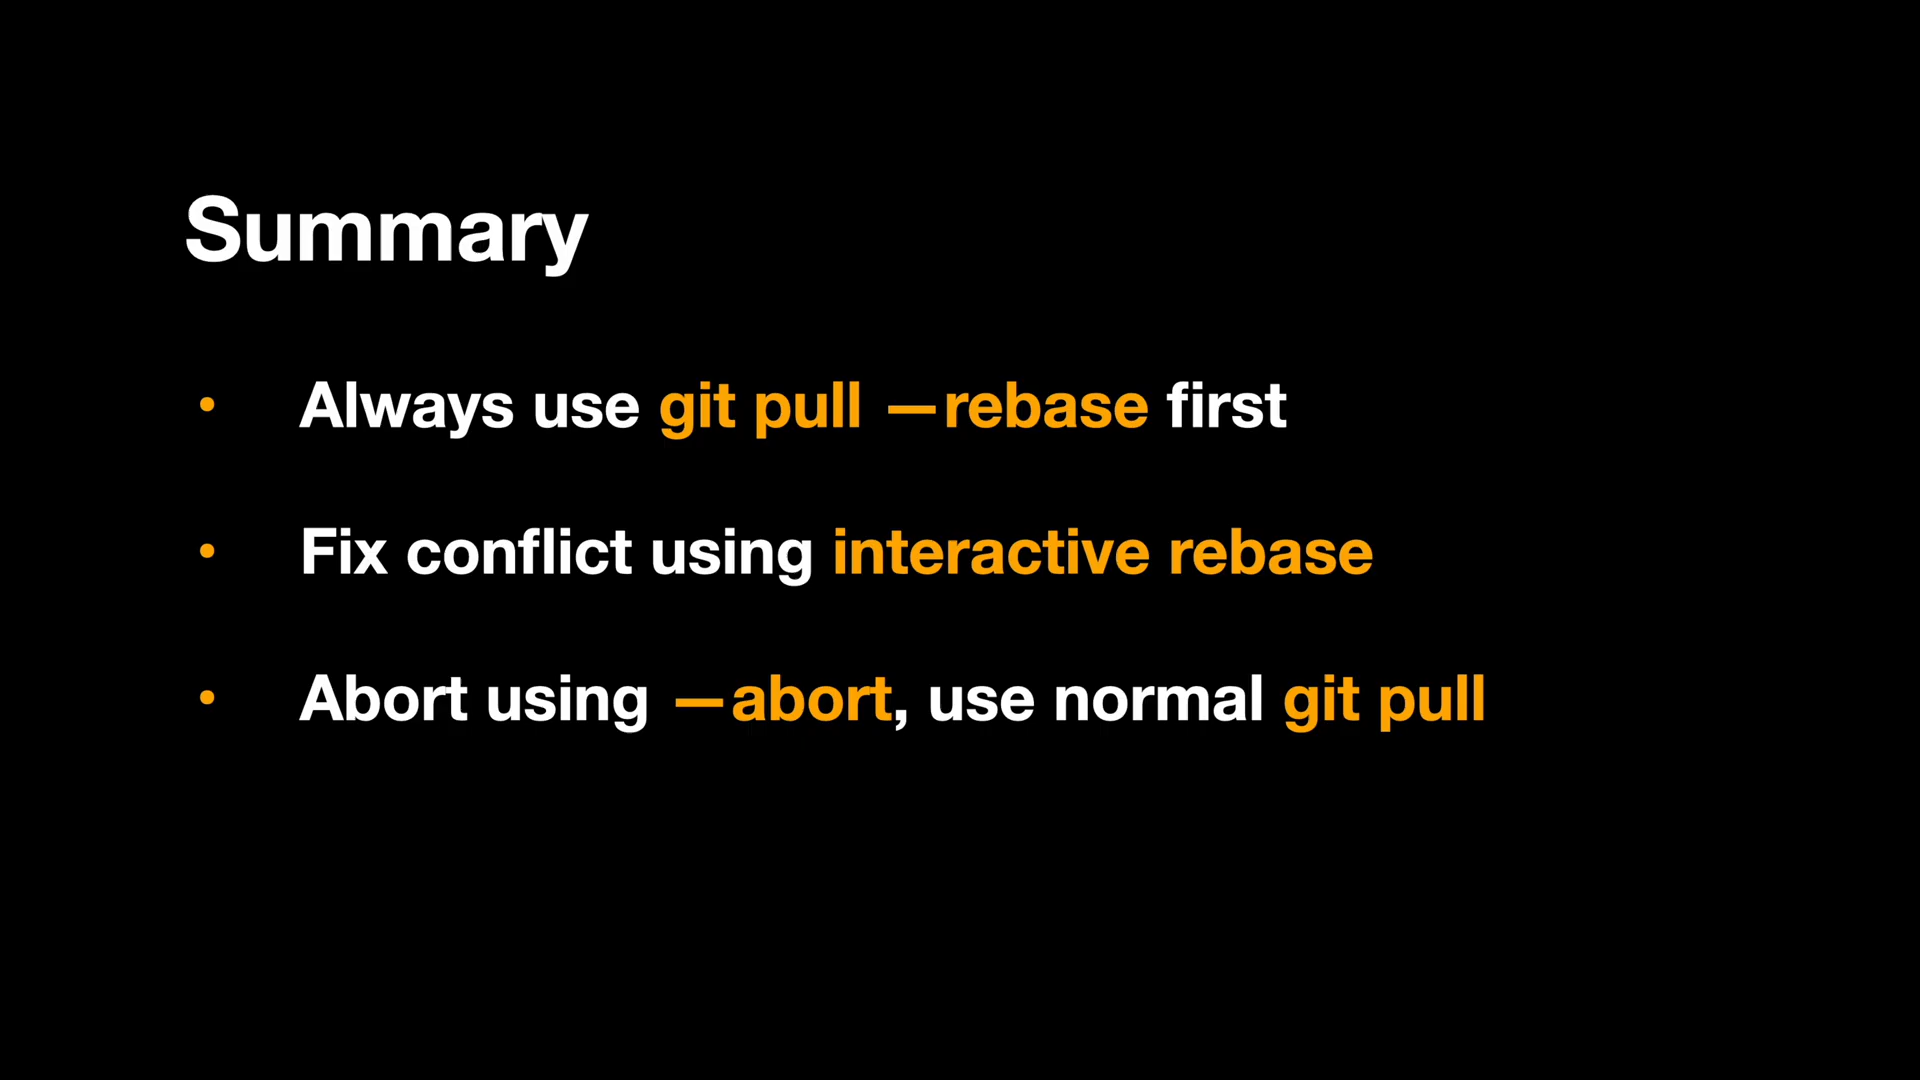 Summary
• Always use git pull —rebase first
• Fix conflict using interactive rebase
• Abort using —abort, use normal git pull